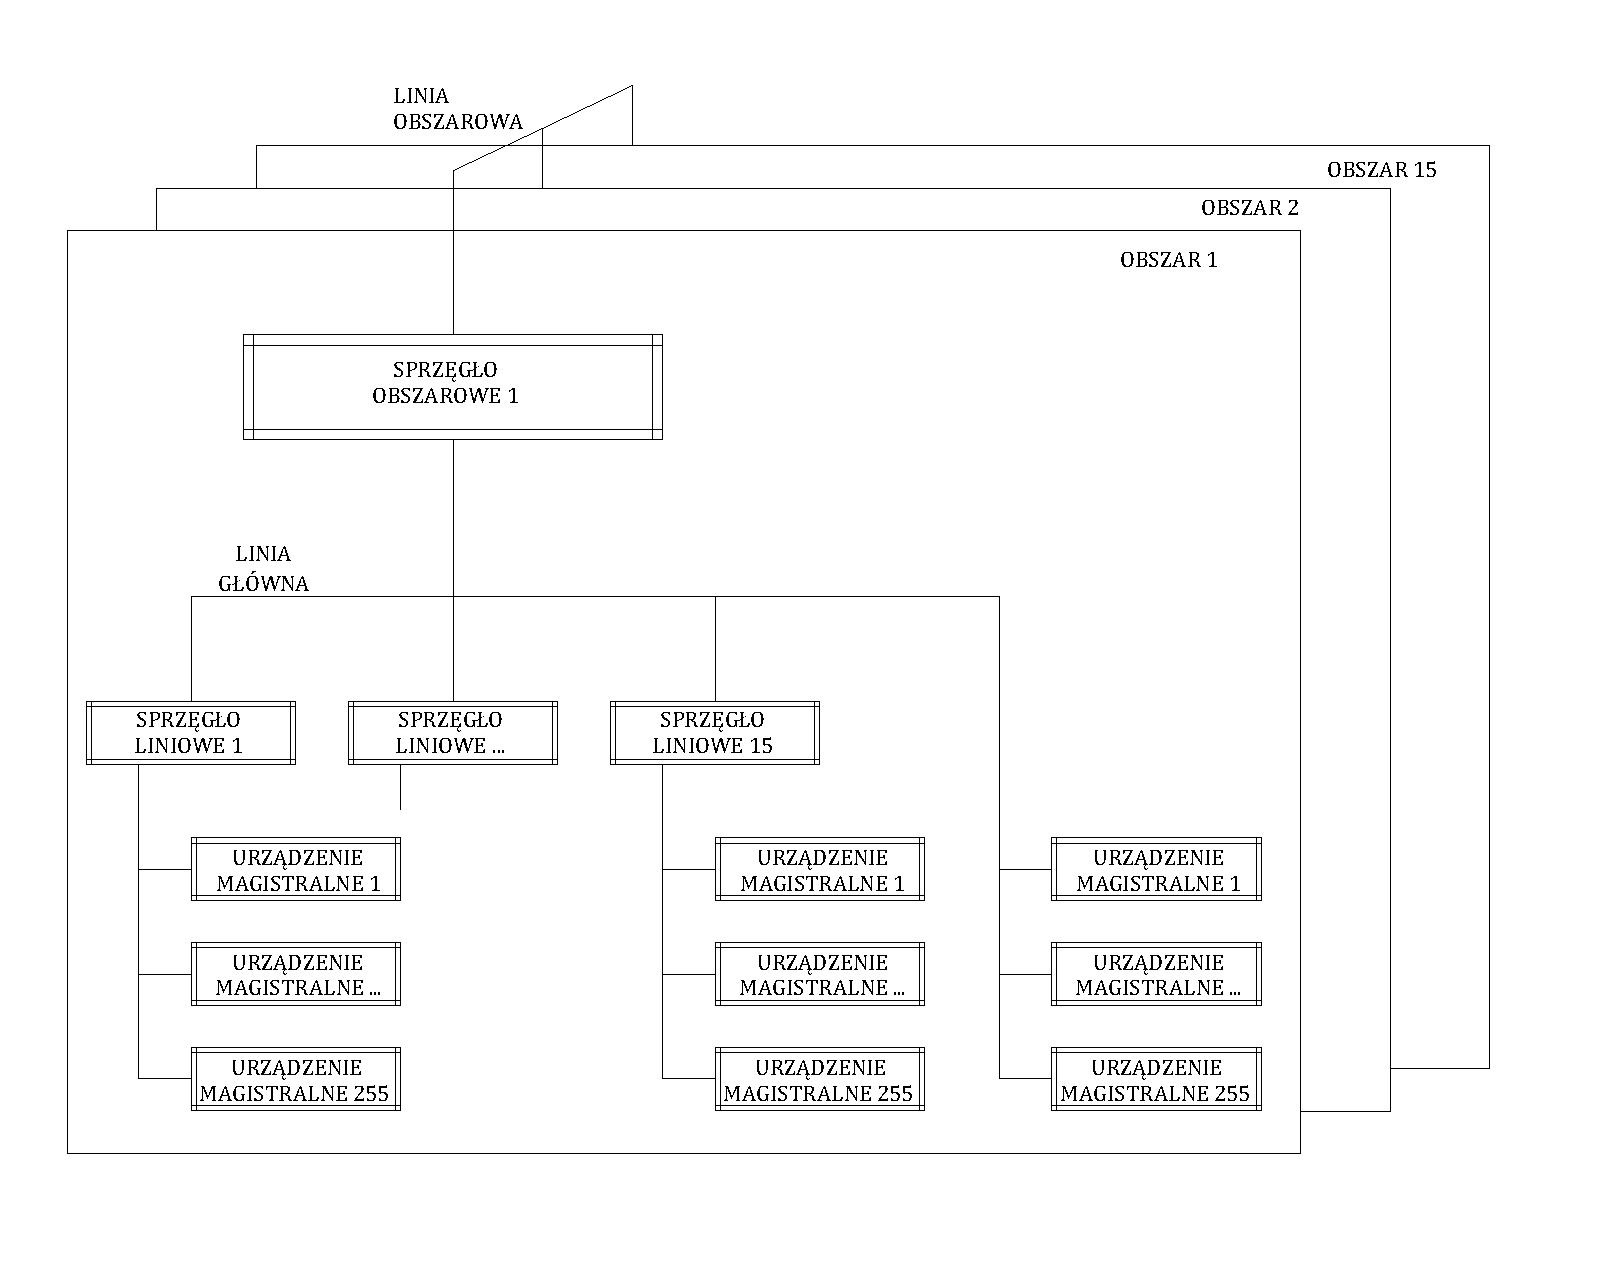 LINIA
OBSZAROWA
OBSZAR 15
OBSZAR 2
OBSZAR 1
SPRZĘGŁO
OBSZAROWE 1
LINIA
GŁÓWNA
SPRZĘGŁO
LINIOWE 1
SPRZĘGŁO
LINIOWE ...
SPRZĘGŁO
LINIOWE 15
URZĄDZENIE
MAGISTRALNE 1
URZĄDZENIE
MAGISTRALNE 1
URZĄDZENIE
MAGISTRALNE 1
URZĄDZENIE
MAGISTRALNE ...
URZĄDZENIE
MAGISTRALNE ...
URZĄDZENIE
MAGISTRALNE ...
URZĄDZENIE
MAGISTRALNE 255
URZĄDZENIE
MAGISTRALNE 255
URZĄDZENIE
MAGISTRALNE 255